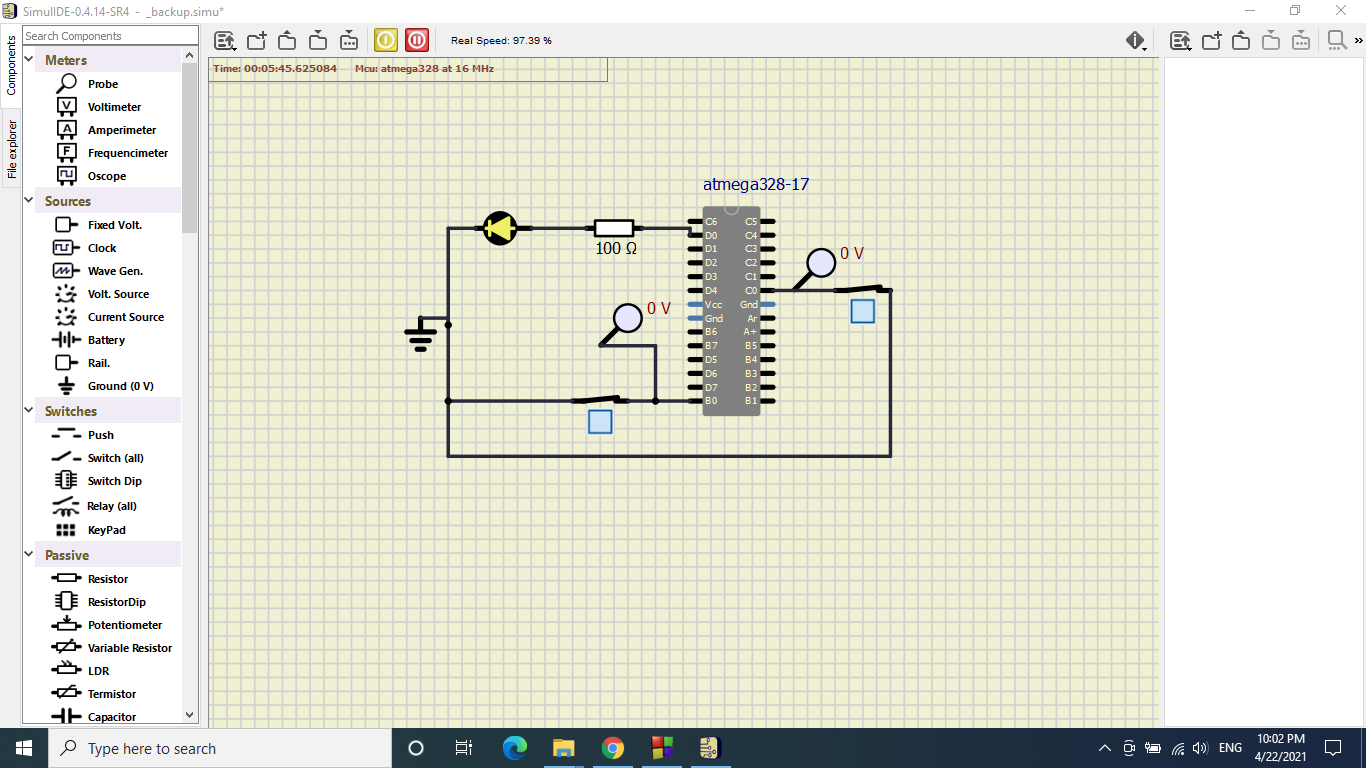 SimulIDE-0.4.14-SR4 - _backup.simu*
Components
File explorer
Search Components
Real Speed: 97.39 %
»
Meters
Probe
V Voltimeter
A Amperimeter
F Frequencimeter
Oscope
Sources
Fixed Volt.
Clock
Wave Gen.
Volt. Source
Current Source
Battery
Rail.
Ground (0 V)
Switches
Push
Switch (all)
Switch Dip
Relay (all)
KeyPad
Passive
Resistor
ResistorDip
Potentiometer
Variable Resistor
LDR
Termistor
Capacitor
Time: 00:05:45.625084 Mcu: atmega328 at 16 MHz
atmega328-17
C6 C5
D0 C4
D1 C3
D2 C2
D3 C1
D4 C0
Vcc Gnd
Gnd Ar
B6 A+
B7 B5
D5 B4
D6 B3
D7 B2
B0 B1
100 Ω
0 V
0 V
Type here to search
ENG
10:02 PM
4/22/2021